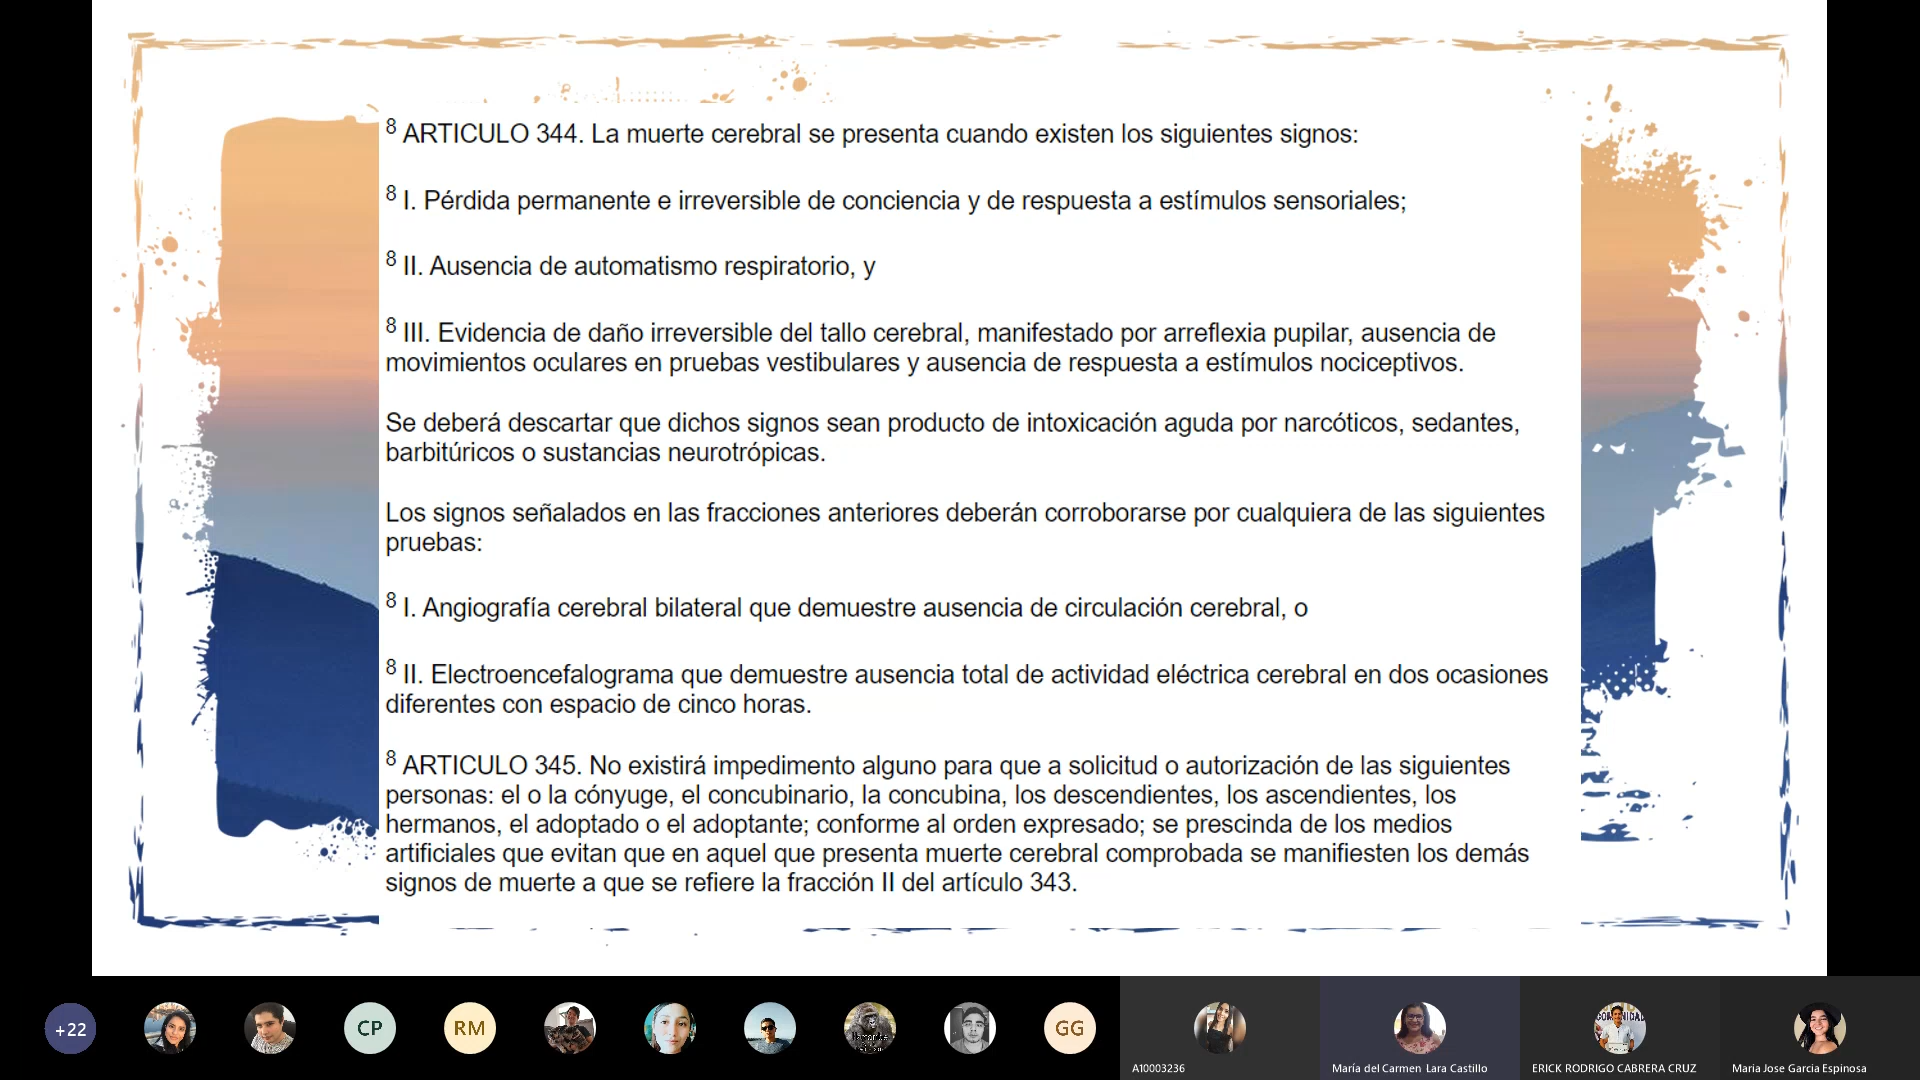 8 ARTICULO 344. La muerte cerebral se presenta cuando existen los siguientes signos:
8 I. Pérdida permanente e irreversible de conciencia y de respuesta a estímulos sensoriales;
8 II. Ausencia de automatismo respiratorio, y
8 III. Evidencia de daño irreversible del tallo cerebral, manifestado por arreflexia pupilar, ausencia de
movimientos oculares en pruebas vestibulares y ausencia de respuesta a estímulos nociceptivos.
Se deberá descartar que dichos signos sean producto de intoxicación aguda por narcóticos, sedantes,
barbitúricos o sustancias neurotrópicas.
Los signos señalados en las fracciones anteriores deberán corroborarse por cualquiera de las siguientes
pruebas:
8 I. Angiografía cerebral bilateral que demuestre ausencia de circulación cerebral, o
8 II. Electroencefalograma que demuestre ausencia total de actividad eléctrica cerebral en dos ocasiones
diferentes con espacio de cinco horas.
8 ARTICULO 345. No existirá impedimento alguno para que a solicitud o autorización de las siguientes
personas: el o la cónyuge, el concubinario, la concubina, los descendientes, los ascendientes, los
hermanos, el adoptado o el adoptante; conforme al orden expresado; se prescinda de los medios
artificiales que evitan que en aquel que presenta muerte cerebral comprobada se manifiesten los demás
signos de muerte a que se refiere la fracción II del artículo 343.
+22
CP
RM
GG
A10003236
María del Carmen Lara Castillo
ERICK RODRIGO CABRERA CRUZ
Maria Jose Garcia Espinosa